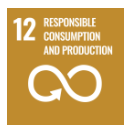 12 RESPONSIBLE
CONSUMPTION
AND PRODUCTION